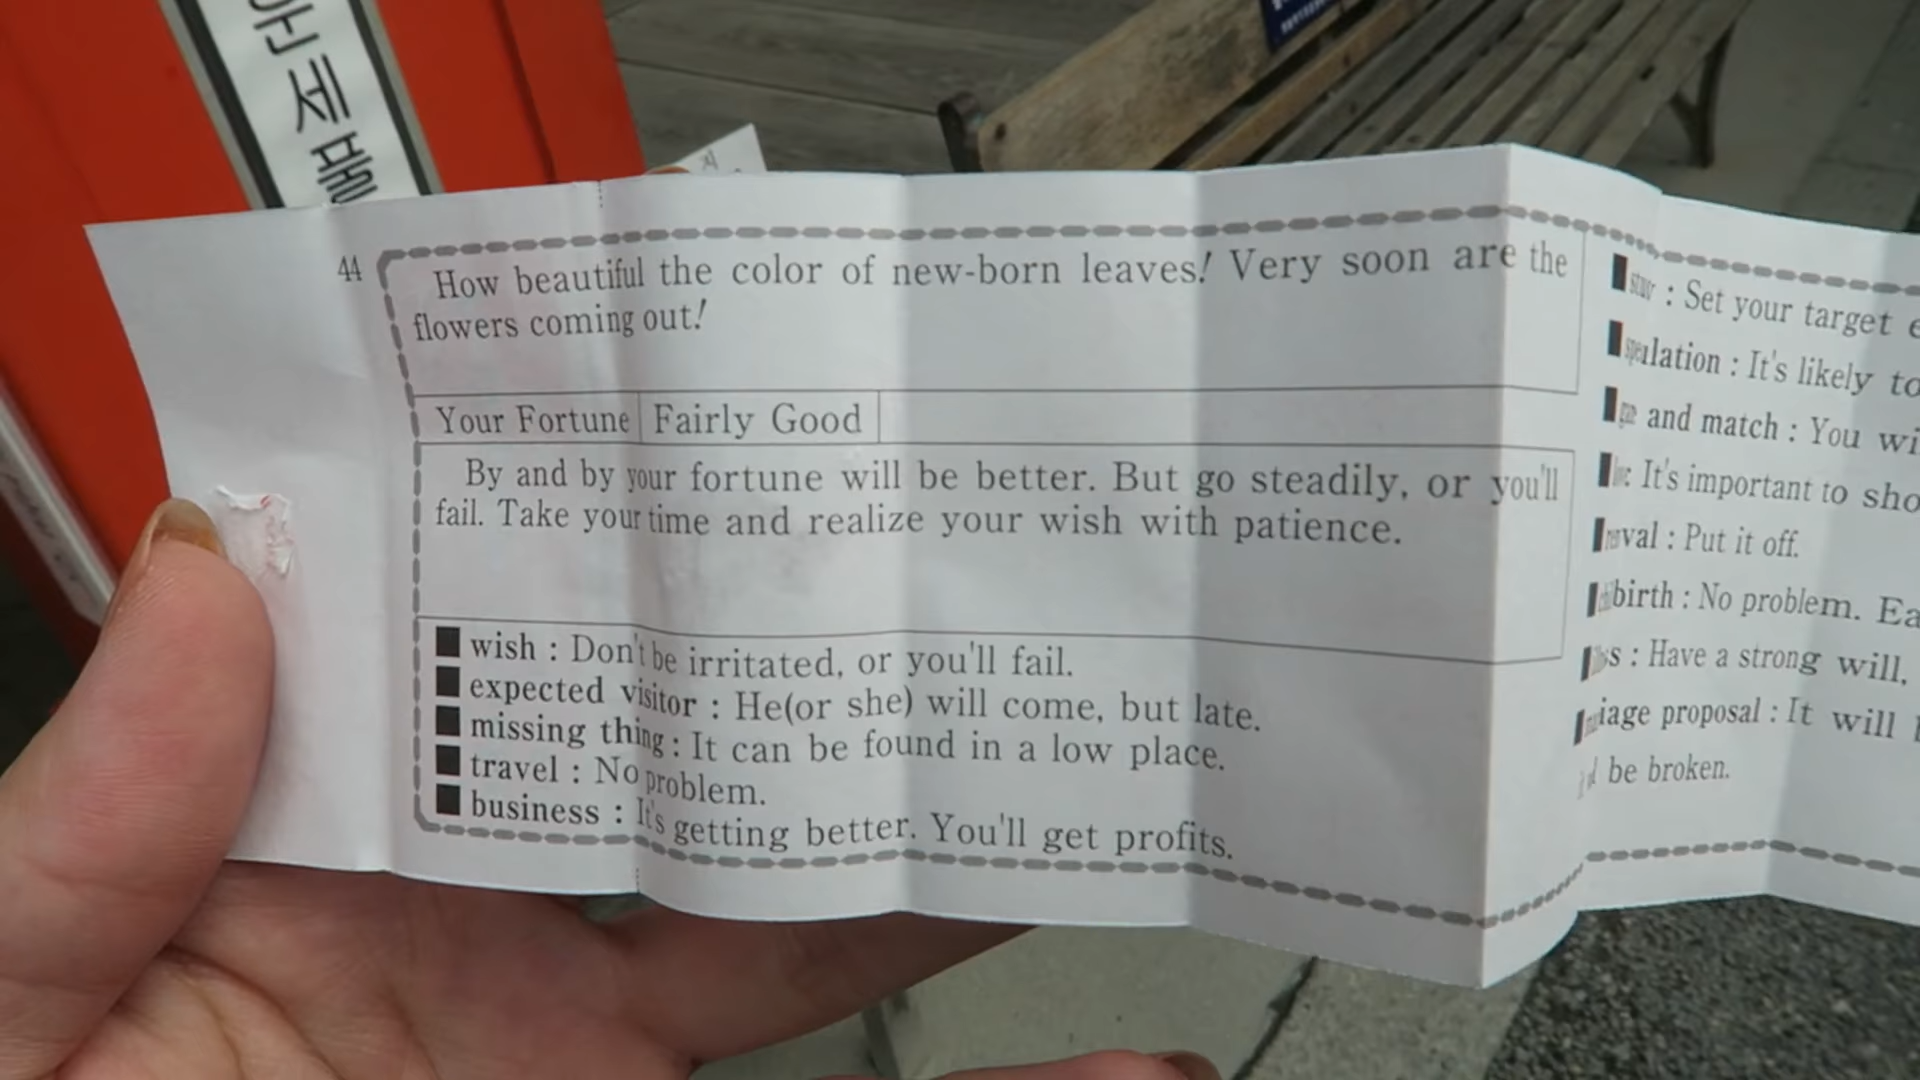 운세풀
44
How beautiful the color of new-born leaves! Very soon are the
flowers coming out!
Your Fortune Fairly Good
By and by your fortune will be better. But go steadily, or you'll
fail. Take your time and realize your wish with patience.
■ wish : Don't be irritated, or you'll fail.
■ expected visitor : He(or she) will come, but late.
■ missing thing : It can be found in a low place.
■ travel : No problem.
■ business : It's getting better. You'll get profits.
: Set your target
speculation : It's likely to
and match : You
: It's important to
: Put it off.
birth : No problem.
: Have a strong will,
proposal : It will
be broken.